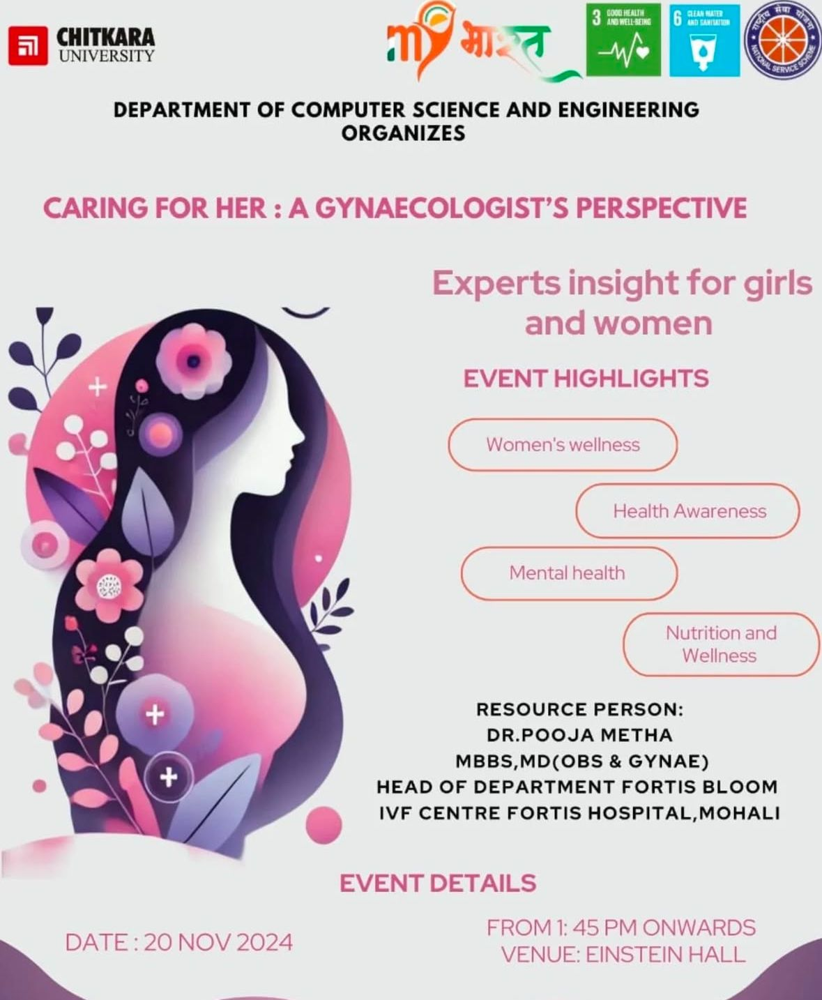 CHITKARA
UNIVERSITY
my भारत
3 GOOD HEALTH
AND WELL-BEING
6 CLEAN WATER
AND SANITATION
राष्ट्रीय सेवा योजना
NATIONAL SERVICE SCHEME
DEPARTMENT OF COMPUTER SCIENCE AND ENGINEERING
ORGANIZES
CARING FOR HER : A GYNAECOLOGIST'S PERSPECTIVE
Experts insight for girls
and women
EVENT HIGHLIGHTS
Women's wellness
Health Awareness
Mental health
Nutrition and
Wellness
RESOURCE PERSON:
DR.POOJA METHA
MBBS,MD(OBS & GYNAE)
HEAD OF DEPARTMENT FORTIS BLOOM
IVF CENTRE FORTIS HOSPITAL,MOHALI
EVENT DETAILS
DATE : 20 NOV 2024
FROM 1: 45 PM ONWARDS
VENUE: EINSTEIN HALL